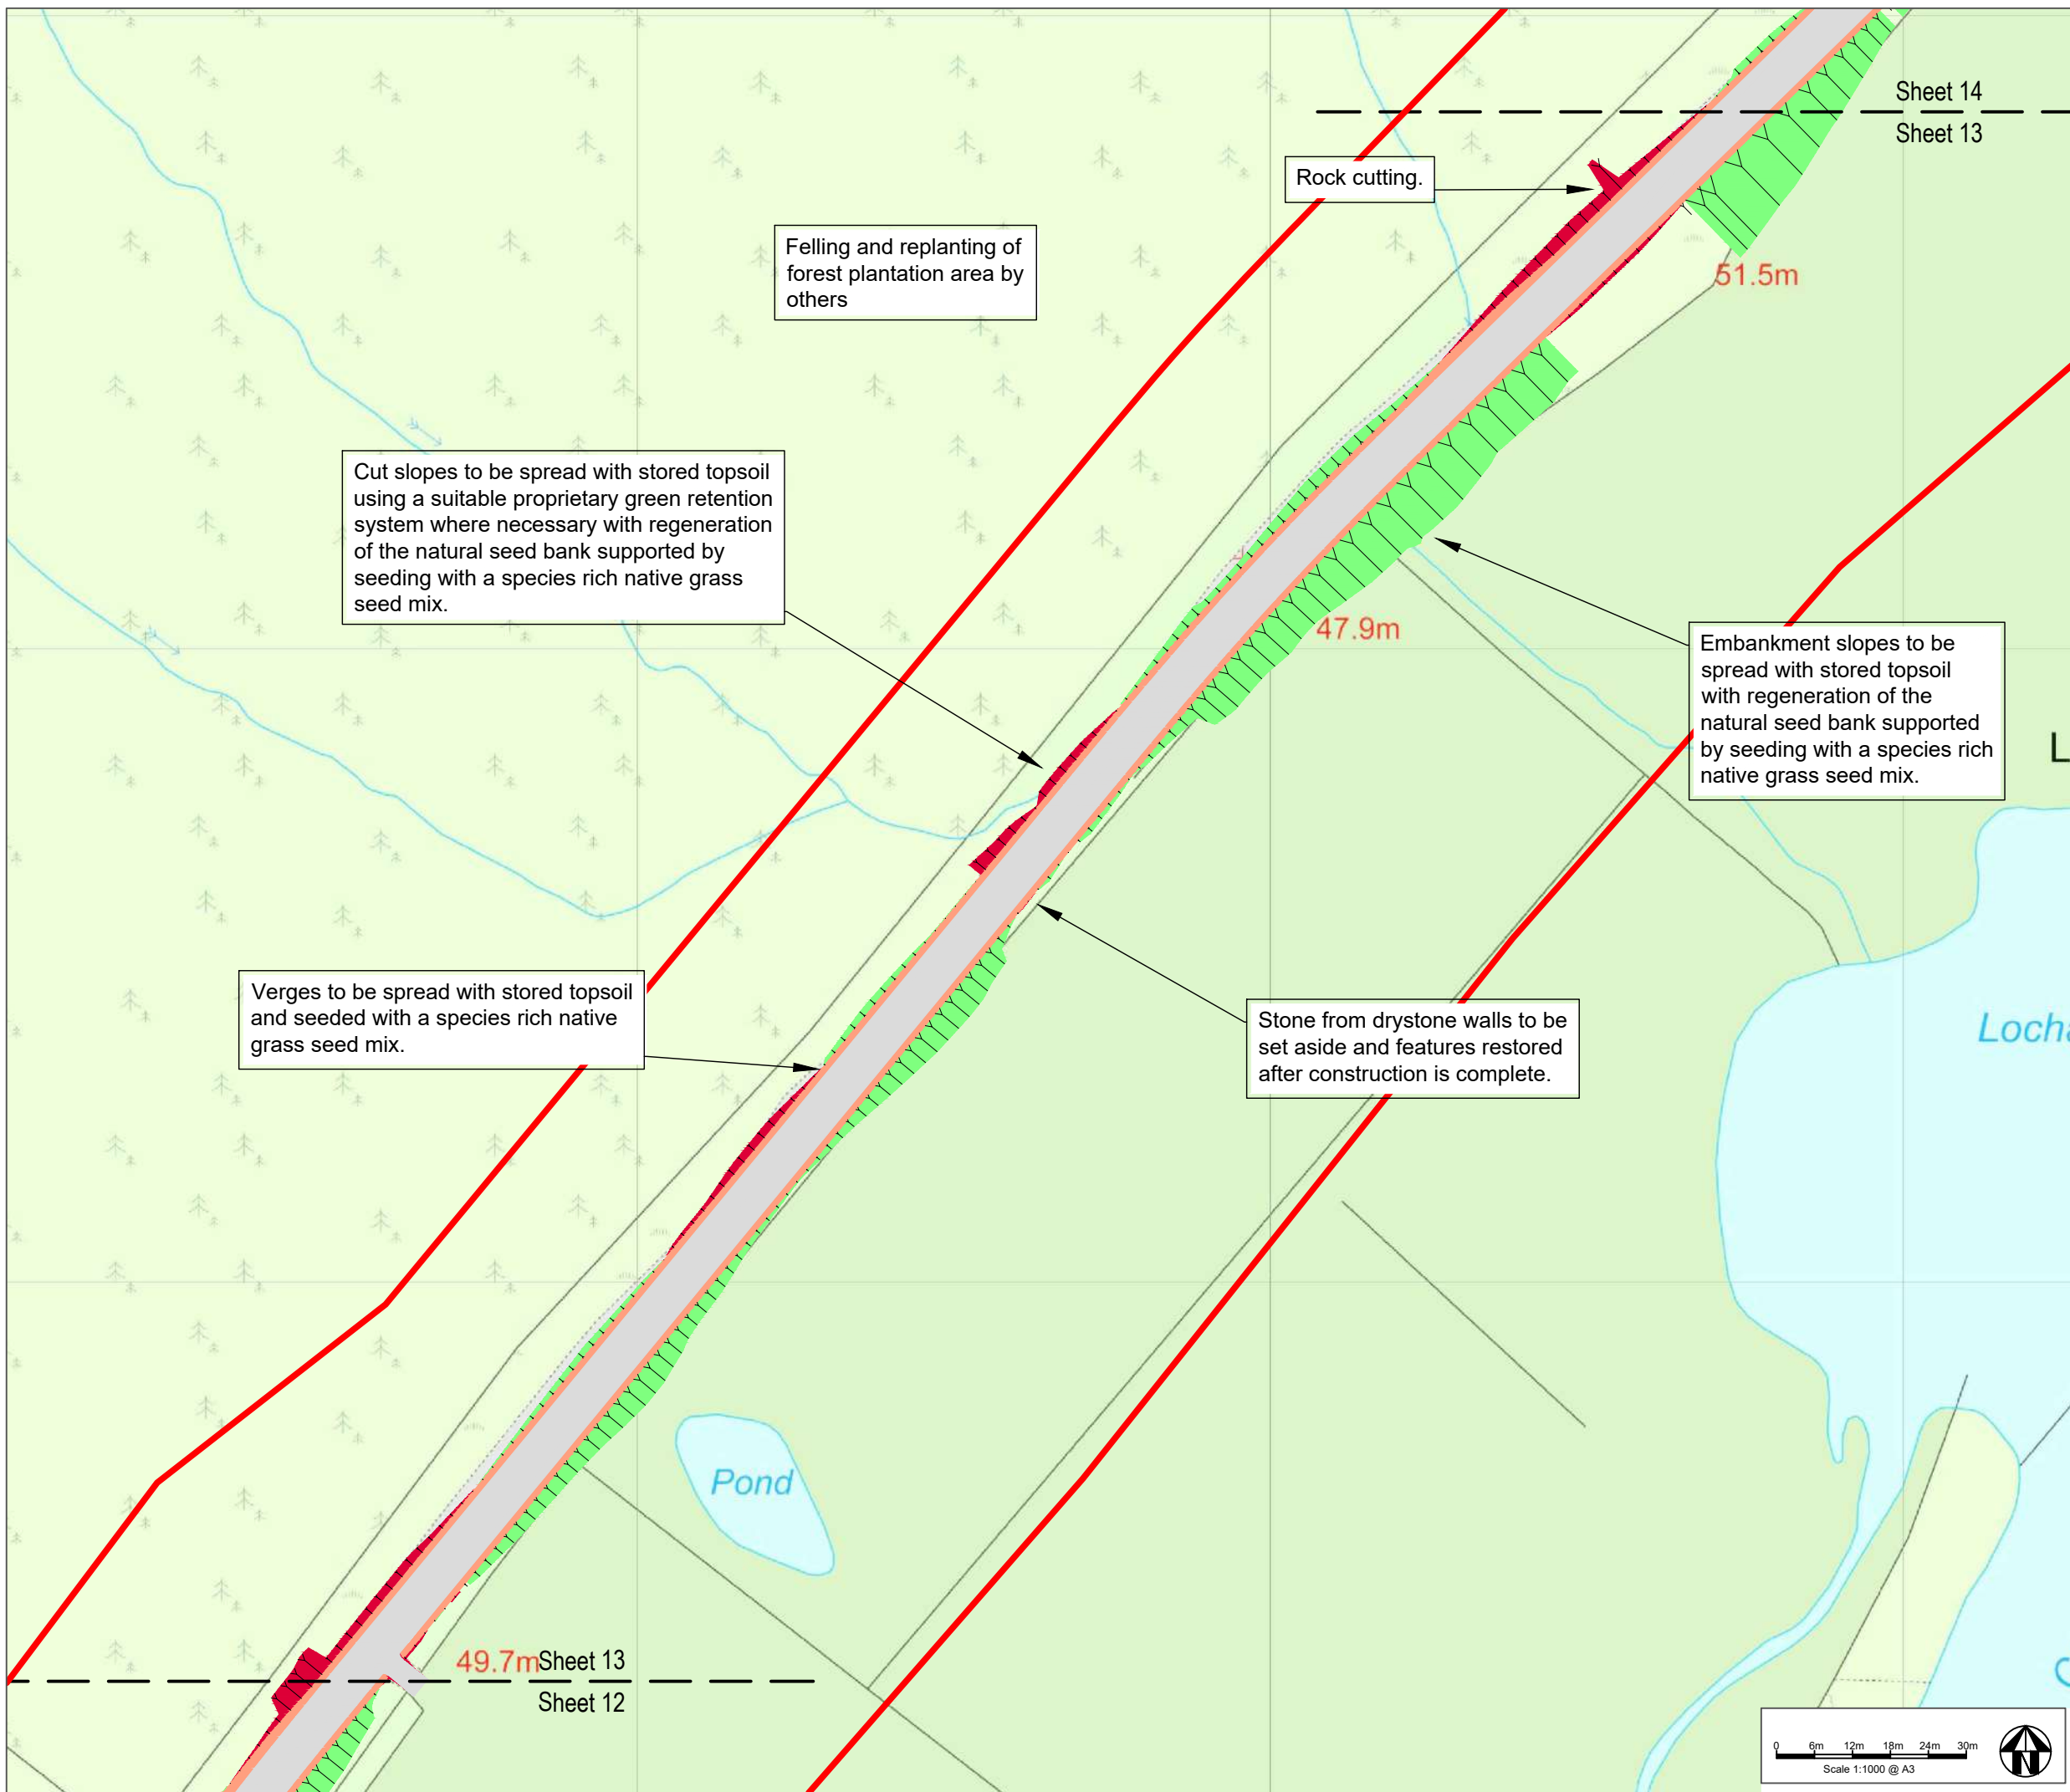 Sheet 14
Sheet 13
Rock cutting.
Felling and replanting of
forest plantation area by
others
51.5m
Cut slopes to be spread with stored topsoil
using a suitable proprietary green retention
system where necessary with regeneration
of the natural seed bank supported by
seeding with a species rich native grass
seed mix.
47.9m
Embankment slopes to be
spread with stored topsoil
with regeneration of the
natural seed bank supported
by seeding with a species rich
native grass seed mix.
L
Verges to be spread with stored topsoil
and seeded with a species rich native
grass seed mix.
Stone from drystone walls to be
set aside and features restored
after construction is complete.
Pond
49.7m
Sheet 13
Sheet 12
0 6m 12m 18m 24m 30m
Scale 1:1000 @ A3
N